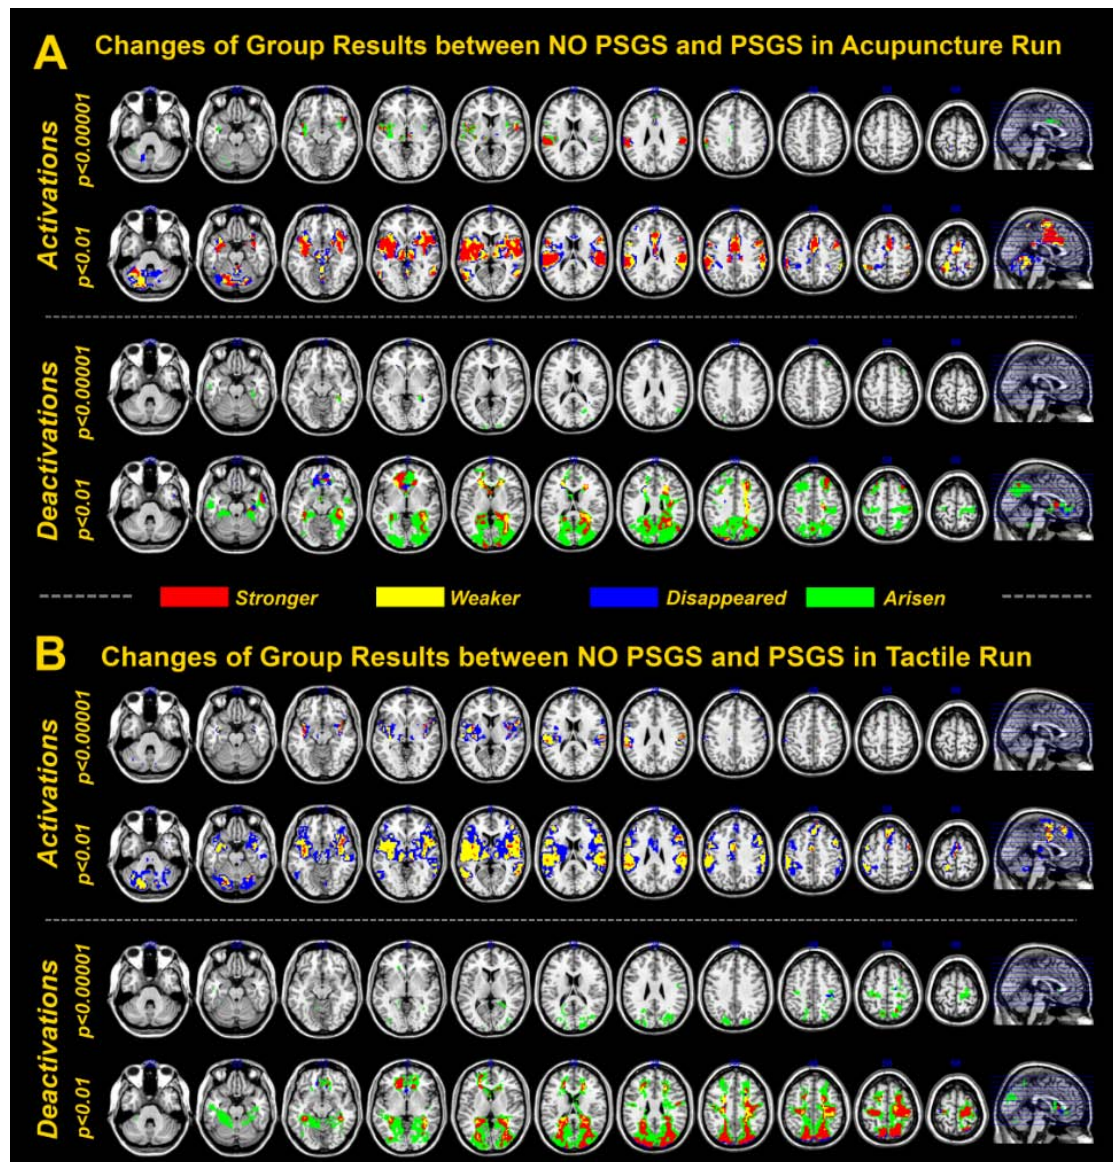 A Changes of Group Results between NO PSGS and PSGS in Acupuncture Run
Activations
p<0.00001
p<0.01
Deactivations
p<0.00001
p<0.01
Stronger Weaker Disappeared Arisen
B Changes of Group Results between NO PSGS and PSGS in Tactile Run
Activations
p<0.00001
p<0.01
Deactivations
p<0.00001
p<0.01